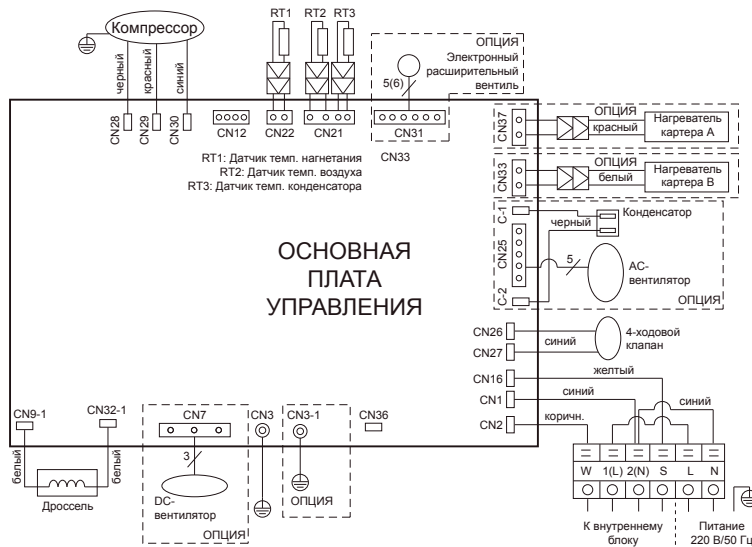 RT1 RT2 RT3
Компрессор
ОПЦИЯ
Электронный
расширительный
вентиль
5(6)
черный
красный
синий
CN28
CN29
CN30
CN12
CN22
CN21
CN31
CN33
RT1: Датчик темп. нагнетания
RT2: Датчик темп. воздуха
RT3: Датчик темп. конденсатора
CN37
ОПЦИЯ
красный
Нагреватель
картера A
CN33
ОПЦИЯ
белый
Нагреватель
картера B
C-1
черный
Конденсатор
CN25
5
AC-
вентилятор
C-2
ОПЦИЯ
ОСНОВНАЯ
ПЛАТА
УПРАВЛЕНИЯ
CN26
синий
CN27
4-ходовой
клапан
CN16
желтый
CN1
синий
синий
CN2
коричн.
W 1(L) 2(N) S L N
К внутреннему
блоку
Питание
220 В/50 Гц
CN9-1
CN32-1
белый
белый
Дроссель
CN7
3
DC-
вентилятор
ОПЦИЯ
CN3
CN3-1
ОПЦИЯ
CN36